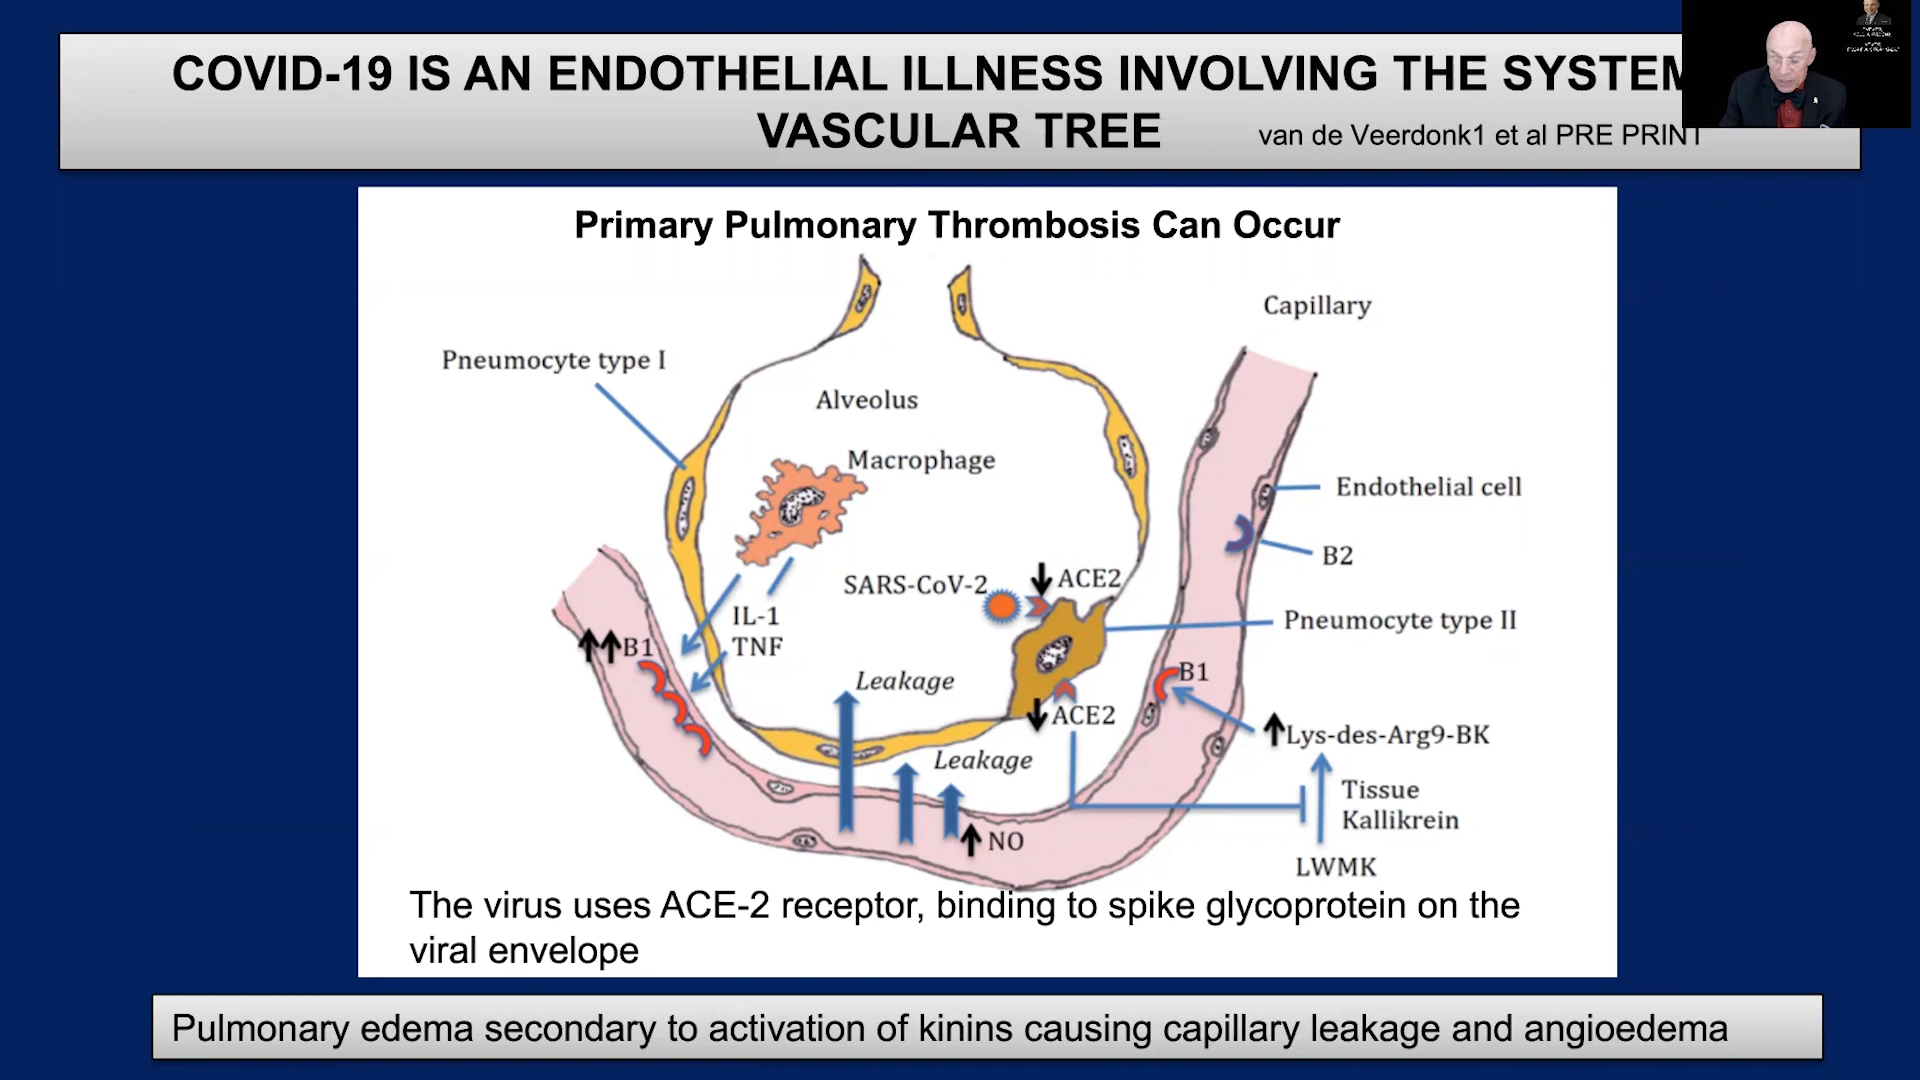 COVID-19 IS AN ENDOTHELIAL ILLNESS INVOLVING THE SYSTEM
VASCULAR TREE
van de Veerdonk1 et al PRE PRINT
Primary Pulmonary Thrombosis Can Occur
Capillary
Pneumocyte type I
Alveolus
Macrophage
Endothelial cell
B2
SARS-CoV-2
ACE2
IL-1
TNF
Pneumocyte type II
B1
B1
Leakage
ACE2
Lys-des-Arg9-BK
Leakage
Tissue
Kallikrein
NO
LWMK
The virus uses ACE-2 receptor, binding to spike glycoprotein on the
viral envelope
Pulmonary edema secondary to activation of kinins causing capillary leakage and angioedema